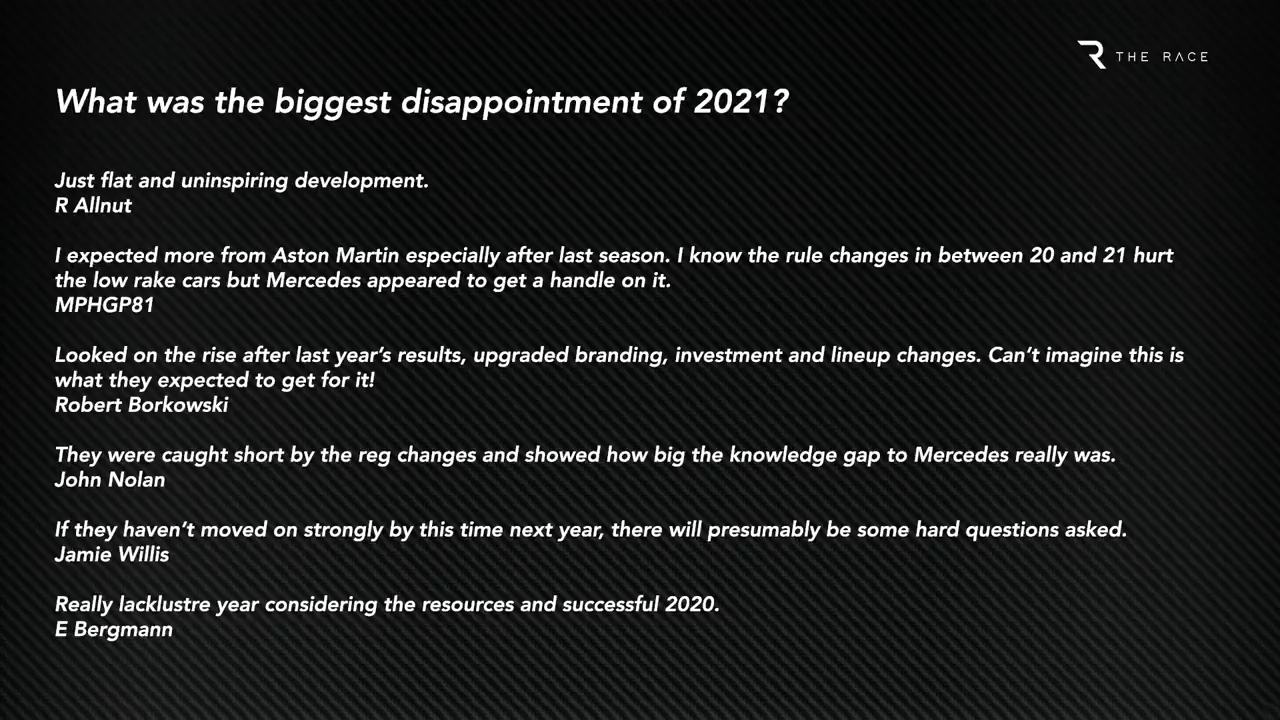 THE RACE
What was the biggest disappointment of 2021?
Just flat and uninspiring development.
R Allnut
I expected more from Aston Martin especially after last season. I know the rule changes in between 20 and 21 hurt
the low rake cars but Mercedes appeared to get a handle on it.
MPHGP81
Looked on the rise after last year’s results, upgraded branding, investment and lineup changes. Can’t imagine this is
what they expected to get for it!
Robert Borkowski
They were caught short by the reg changes and showed how big the knowledge gap to Mercedes really was.
John Nolan
If they haven’t moved on strongly by this time next year, there will presumably be some hard questions asked.
Jamie Willis
Really lacklustre year considering the resources and successful 2020.
E Bergmann